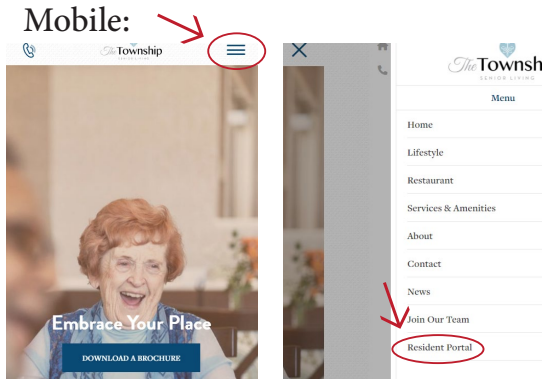 Mobile:
The Township
SENIOR LIVING
Embrace Your Place
DOWNLOAD A BROCHURE
The Townsh
SENIOR LIVING
Menu
Home
Lifestyle
Restaurant
Services & Amenities
About
Contact
News
Join Our Team
Resident Portal